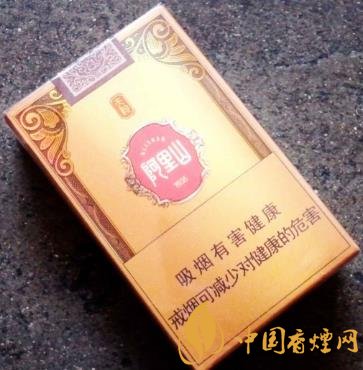 阿里山
吸烟有害健康
戒烟可减少对健康的危害
中国香煙网